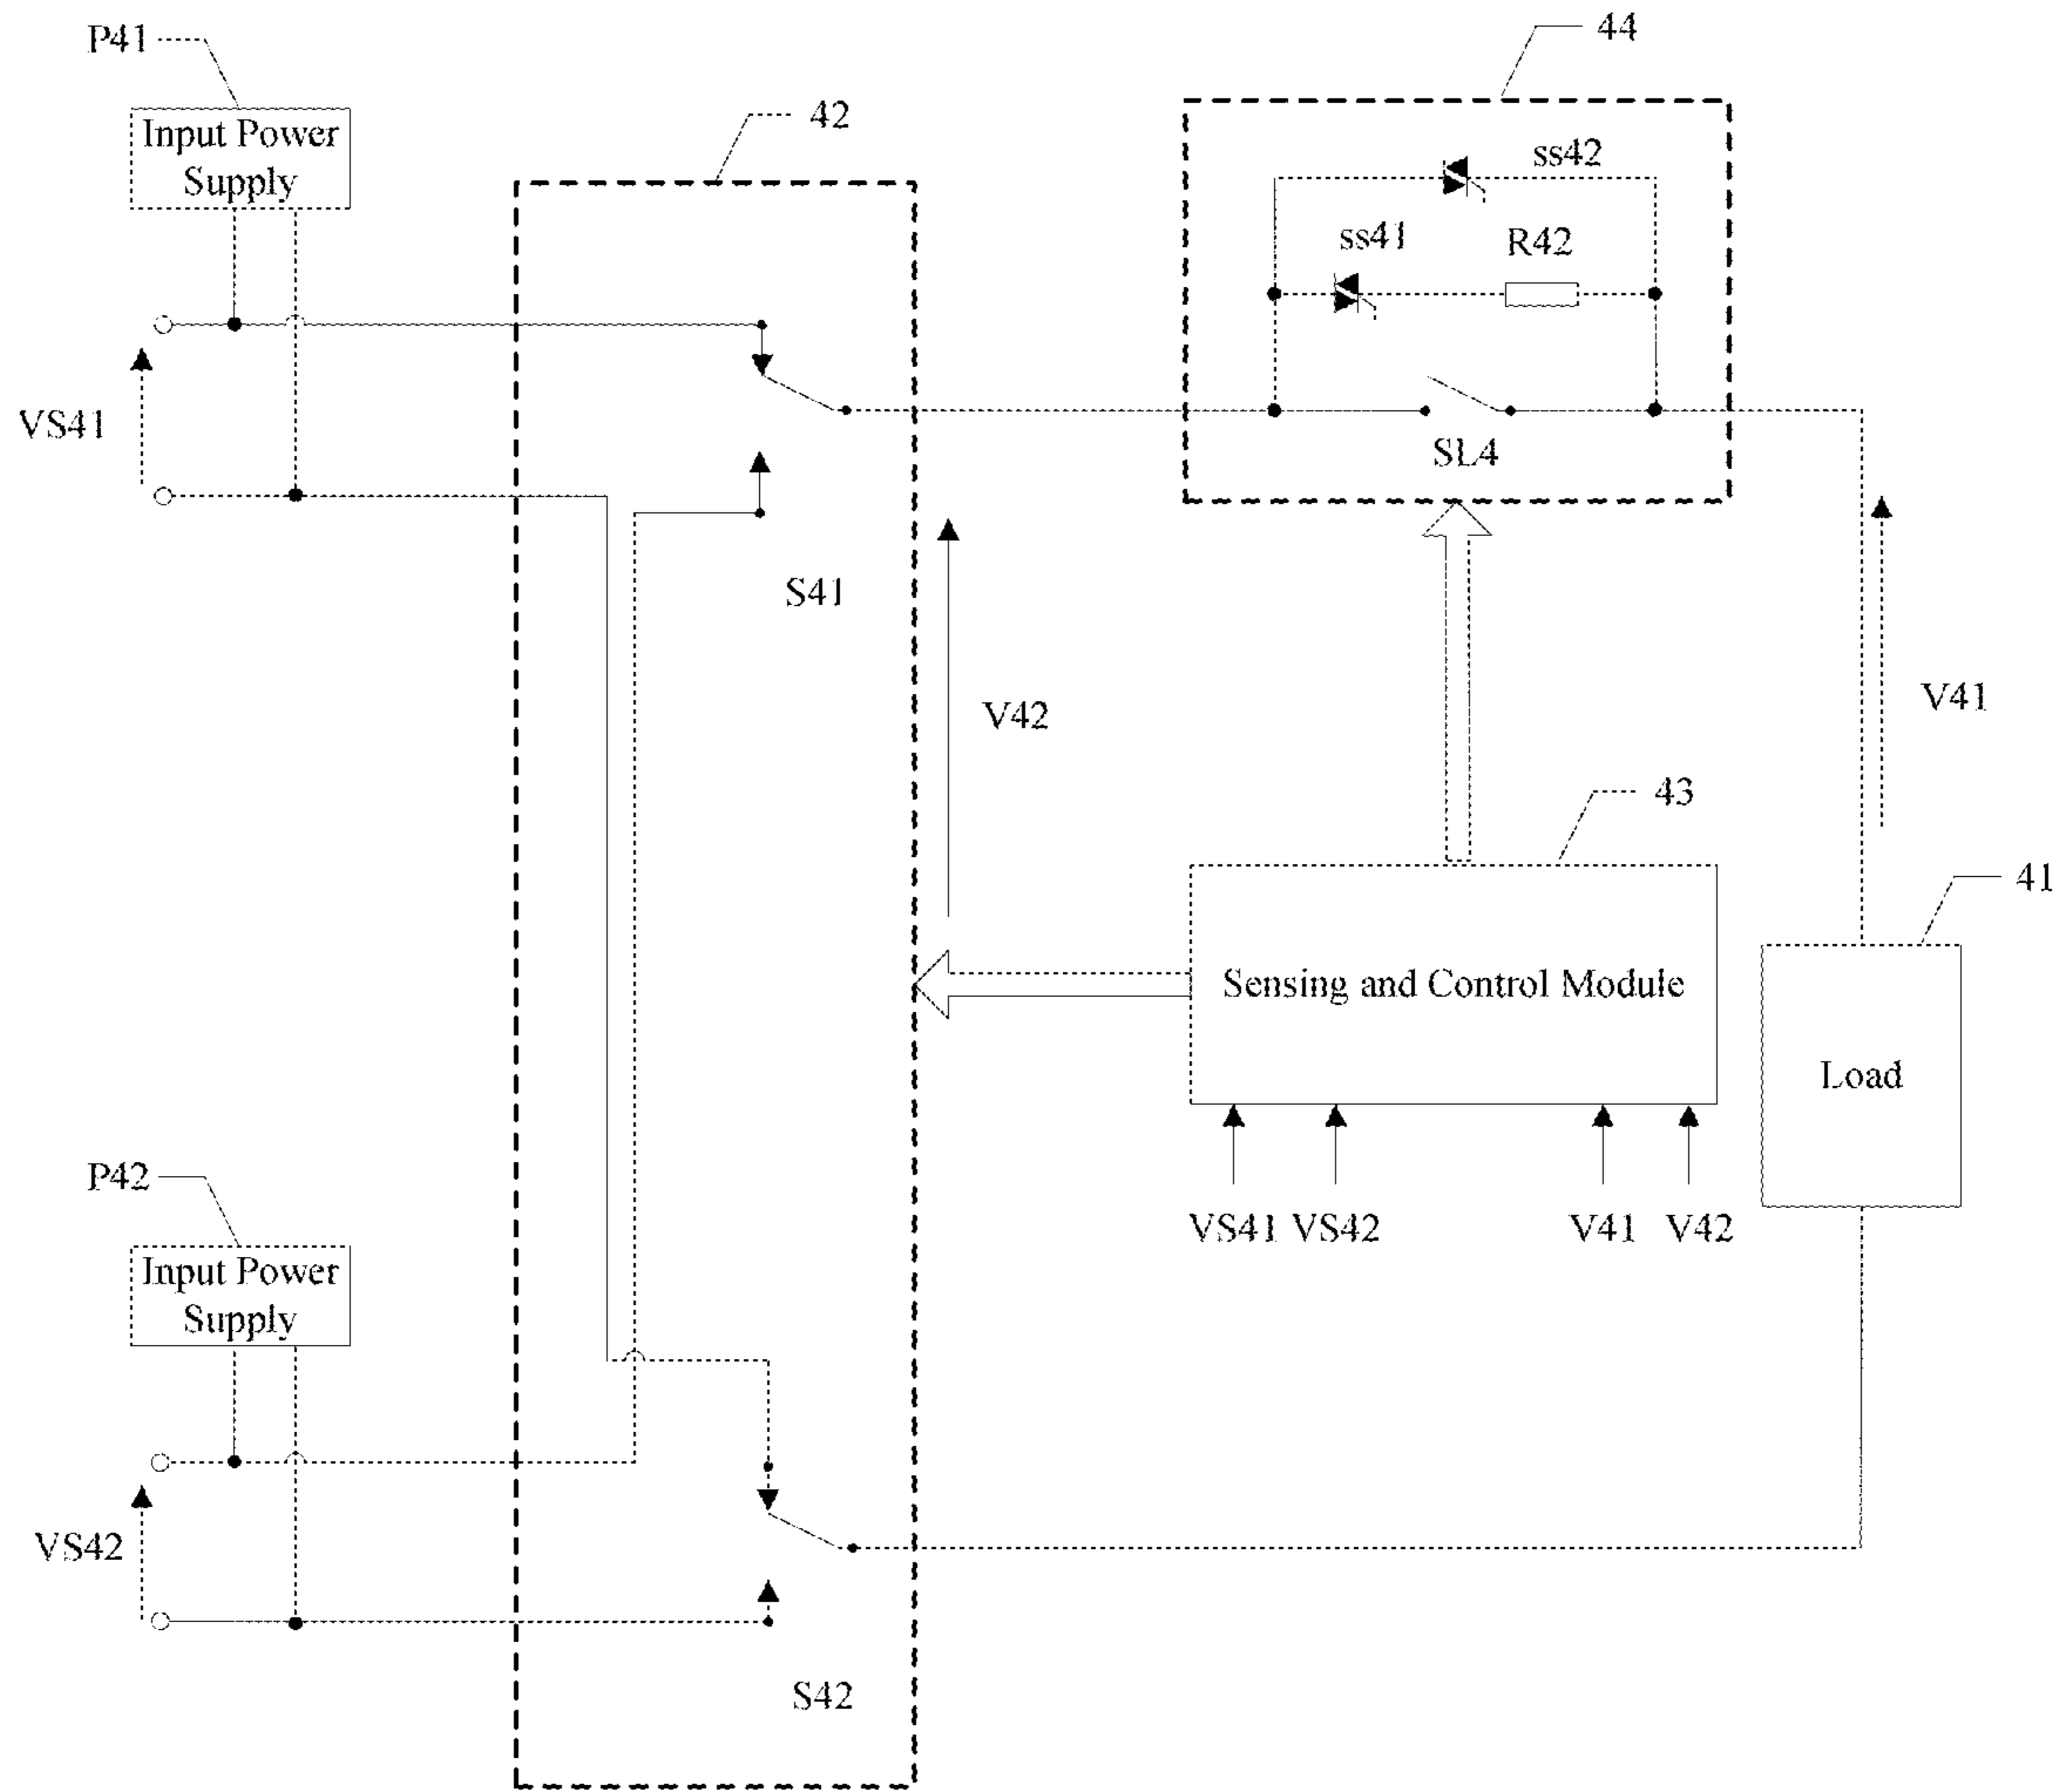 P41
44
42
Input Power
Supply
ss42
ss41
R42
VS41
SL4
S41
V42
V41
43
41
Sensing and Control Module
Load
P42
VS41
VS42
V41
V42
Input Power
Supply
VS42
S42